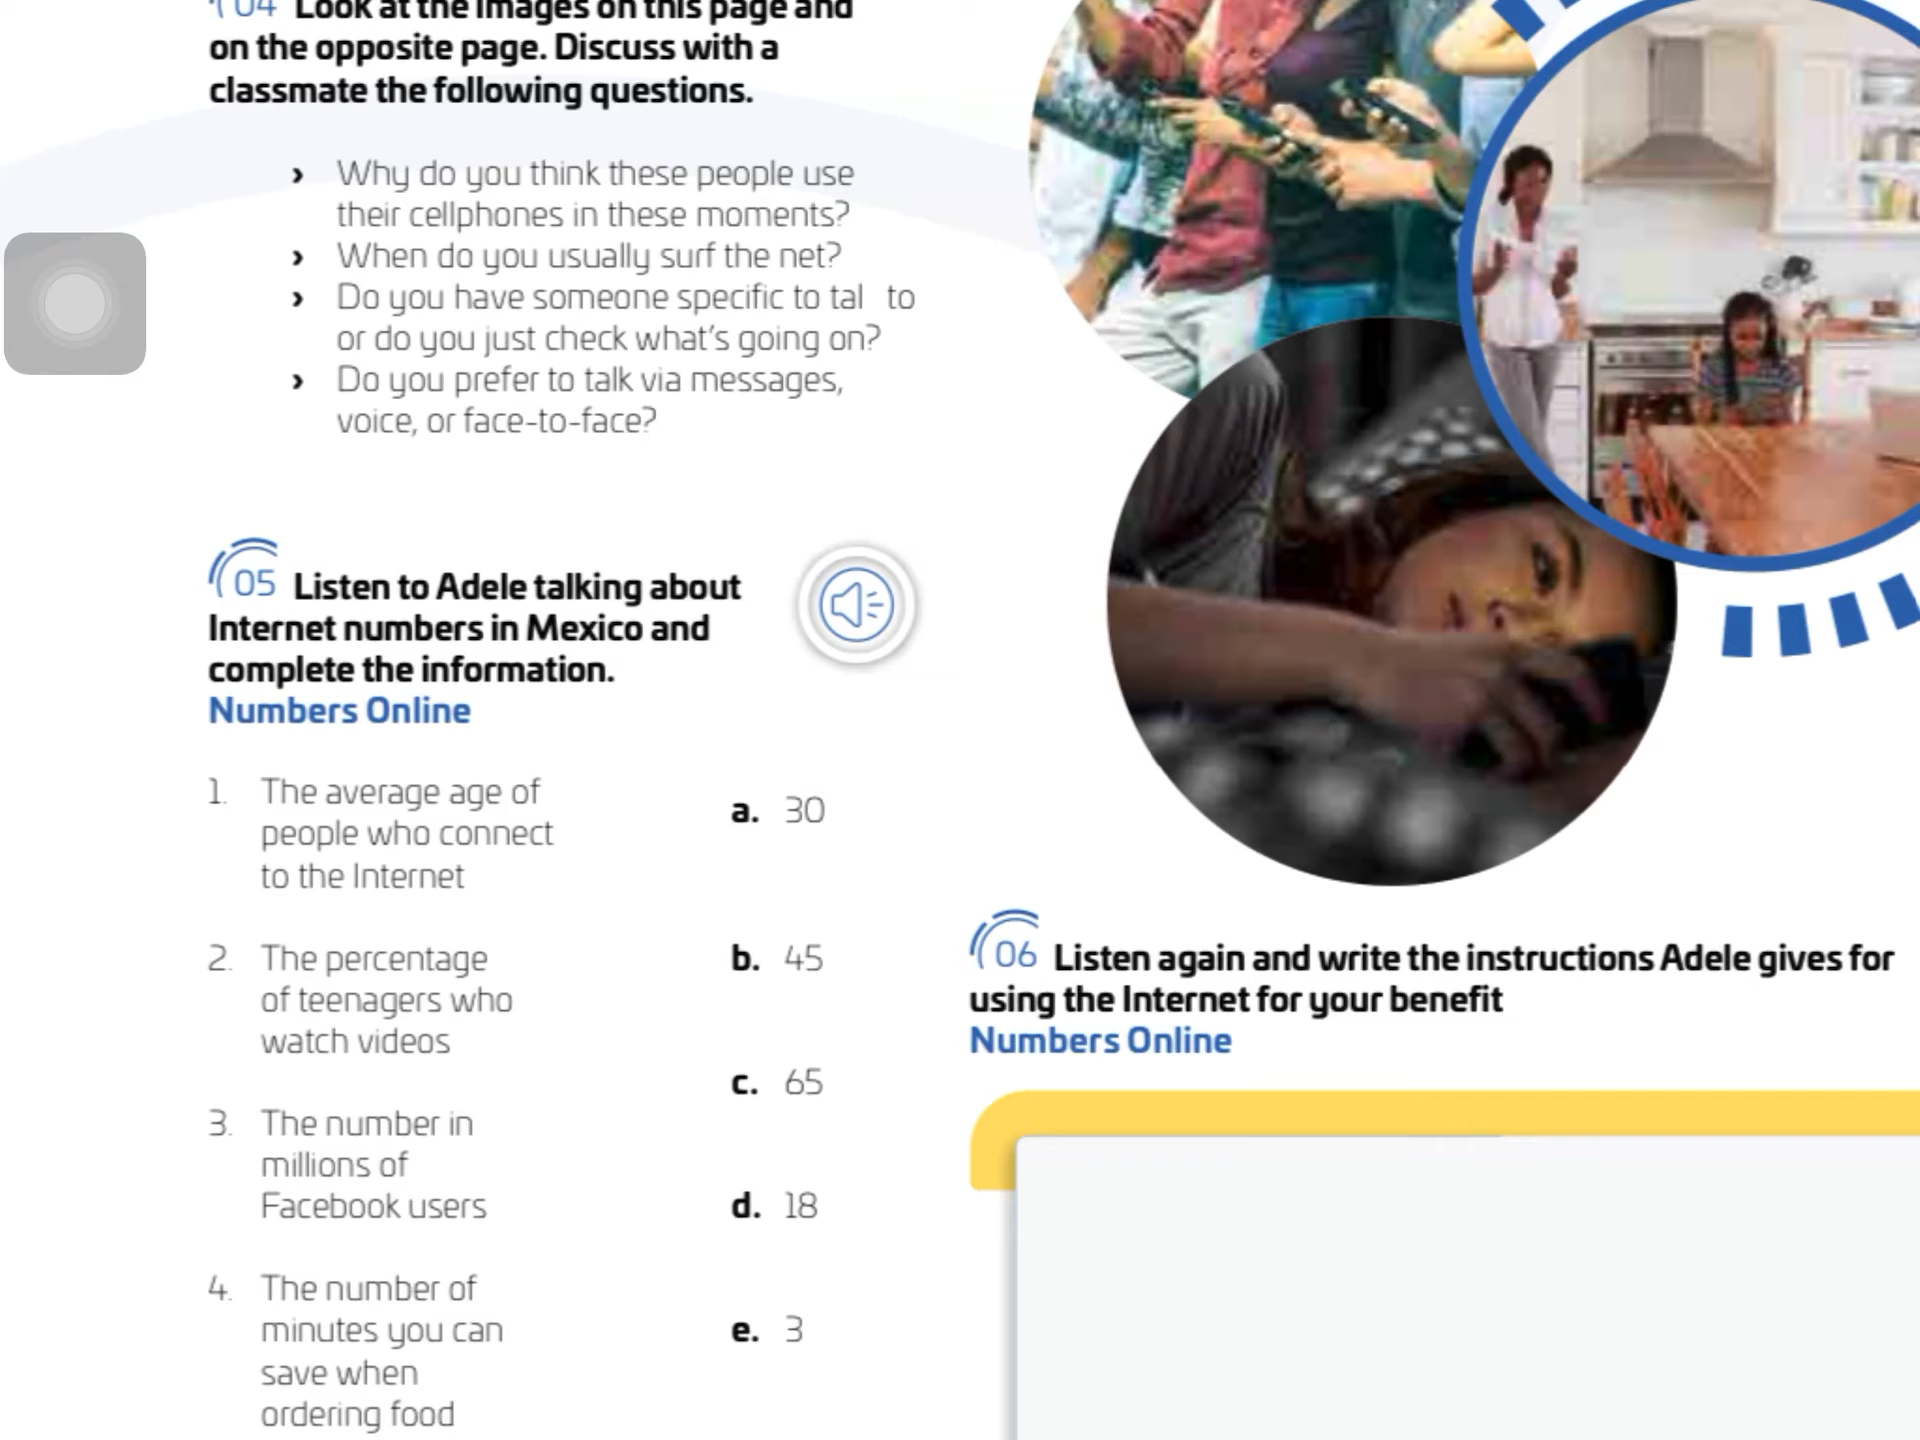 04 Look at the images on this page and
on the opposite page. Discuss with a
classmate the following questions.
› Why do you think these people use
their cellphones in these moments?
› When do you usually surf the net?
› Do you have someone specific to tal to
or do you just check what's going on?
› Do you prefer to talk via messages,
voice, or face-to-face?
05 Listen to Adele talking about
Internet numbers in Mexico and
complete the information.
Numbers Online
1. The average age of
people who connect
to the Internet
2. The percentage
of teenagers who
watch videos
3. The number in
millions of
Facebook users
4. The number of
minutes you can
save when
ordering food
a. 30
b. 45
c. 65
d. 18
e. 3
06 Listen again and write the instructions Adele gives for
using the Internet for your benefit
Numbers Online